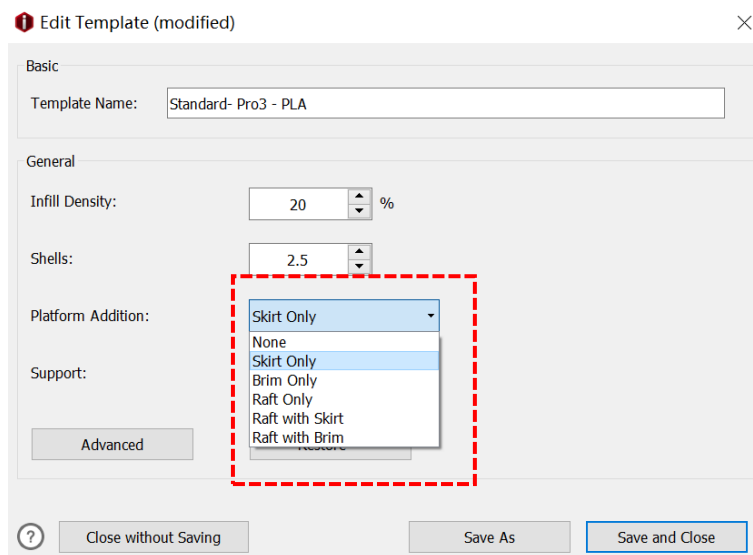 Edit Template (modified)
Basic
Template Name: Standard- Pro3 - PLA
General
Infill Density: 20 %
Shells: 2.5
Platform Addition: Skirt Only
None
Skirt Only
Support:
Brim Only
Raft Only
Raft with Skirt
Raft with Brim
Advanced
? Close without Saving Save As Save and Close